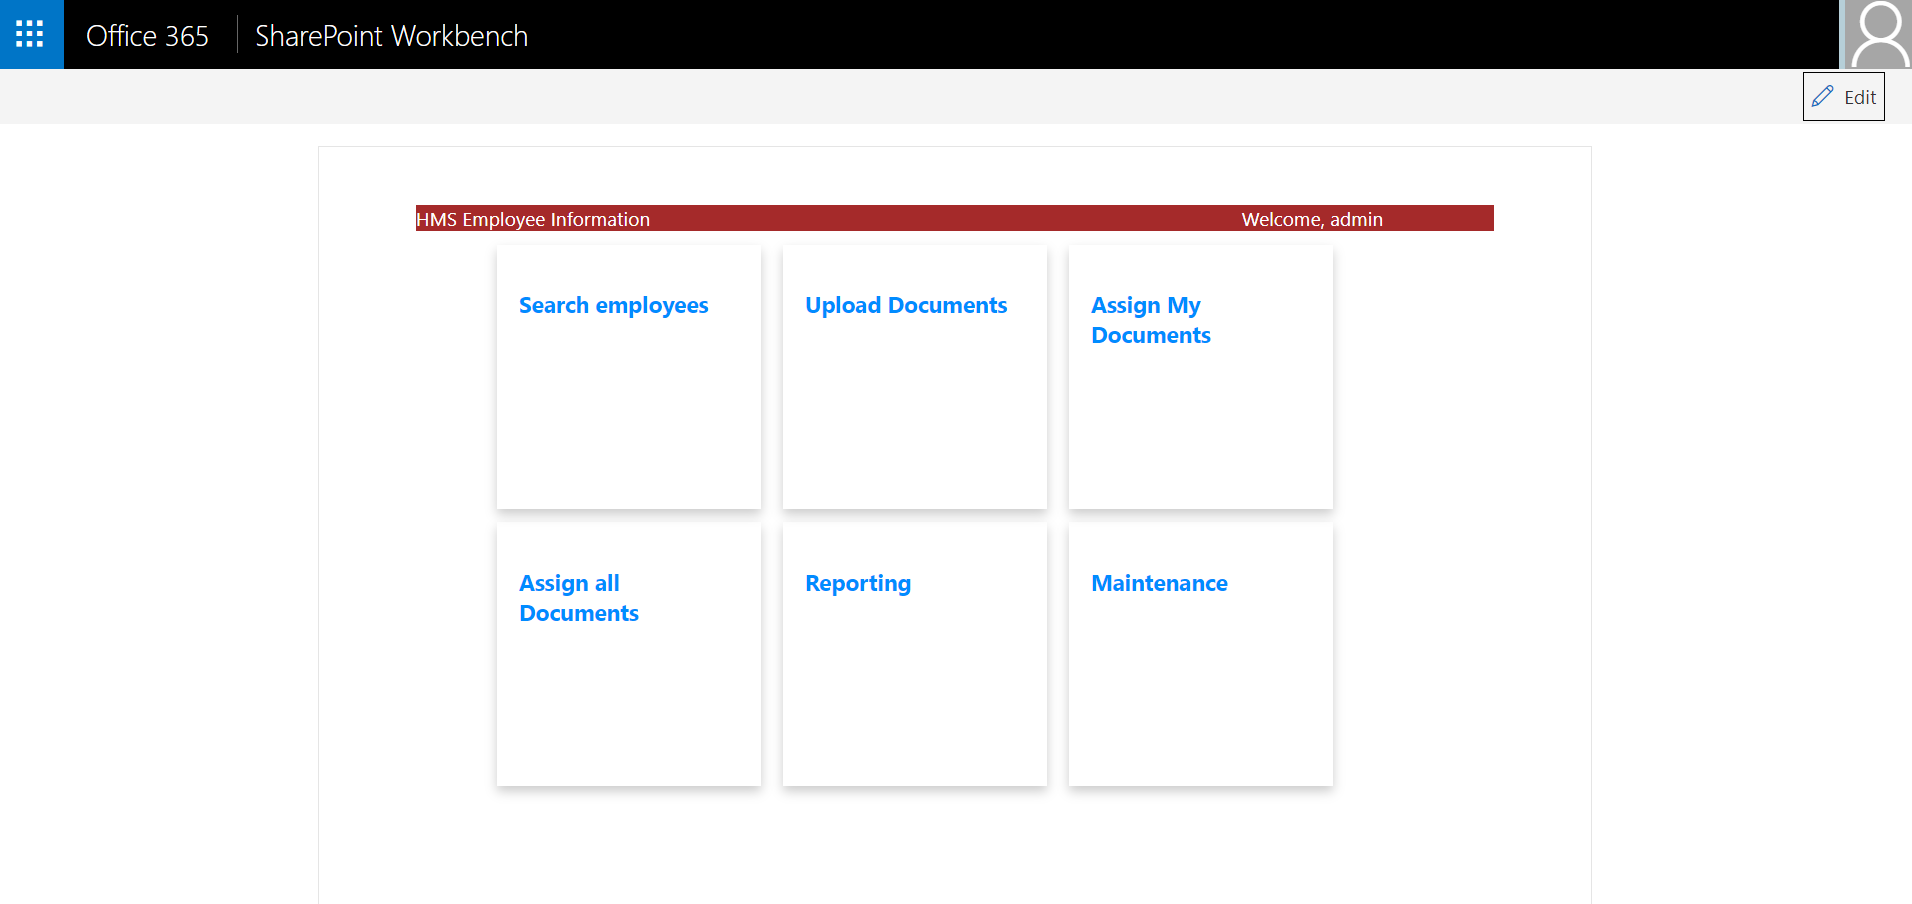 Office 365 SharePoint Workbench
Edit
HMS Employee Information Welcome, admin
Search employees
Upload Documents
Assign My
Documents
Assign all
Documents
Reporting
Maintenance